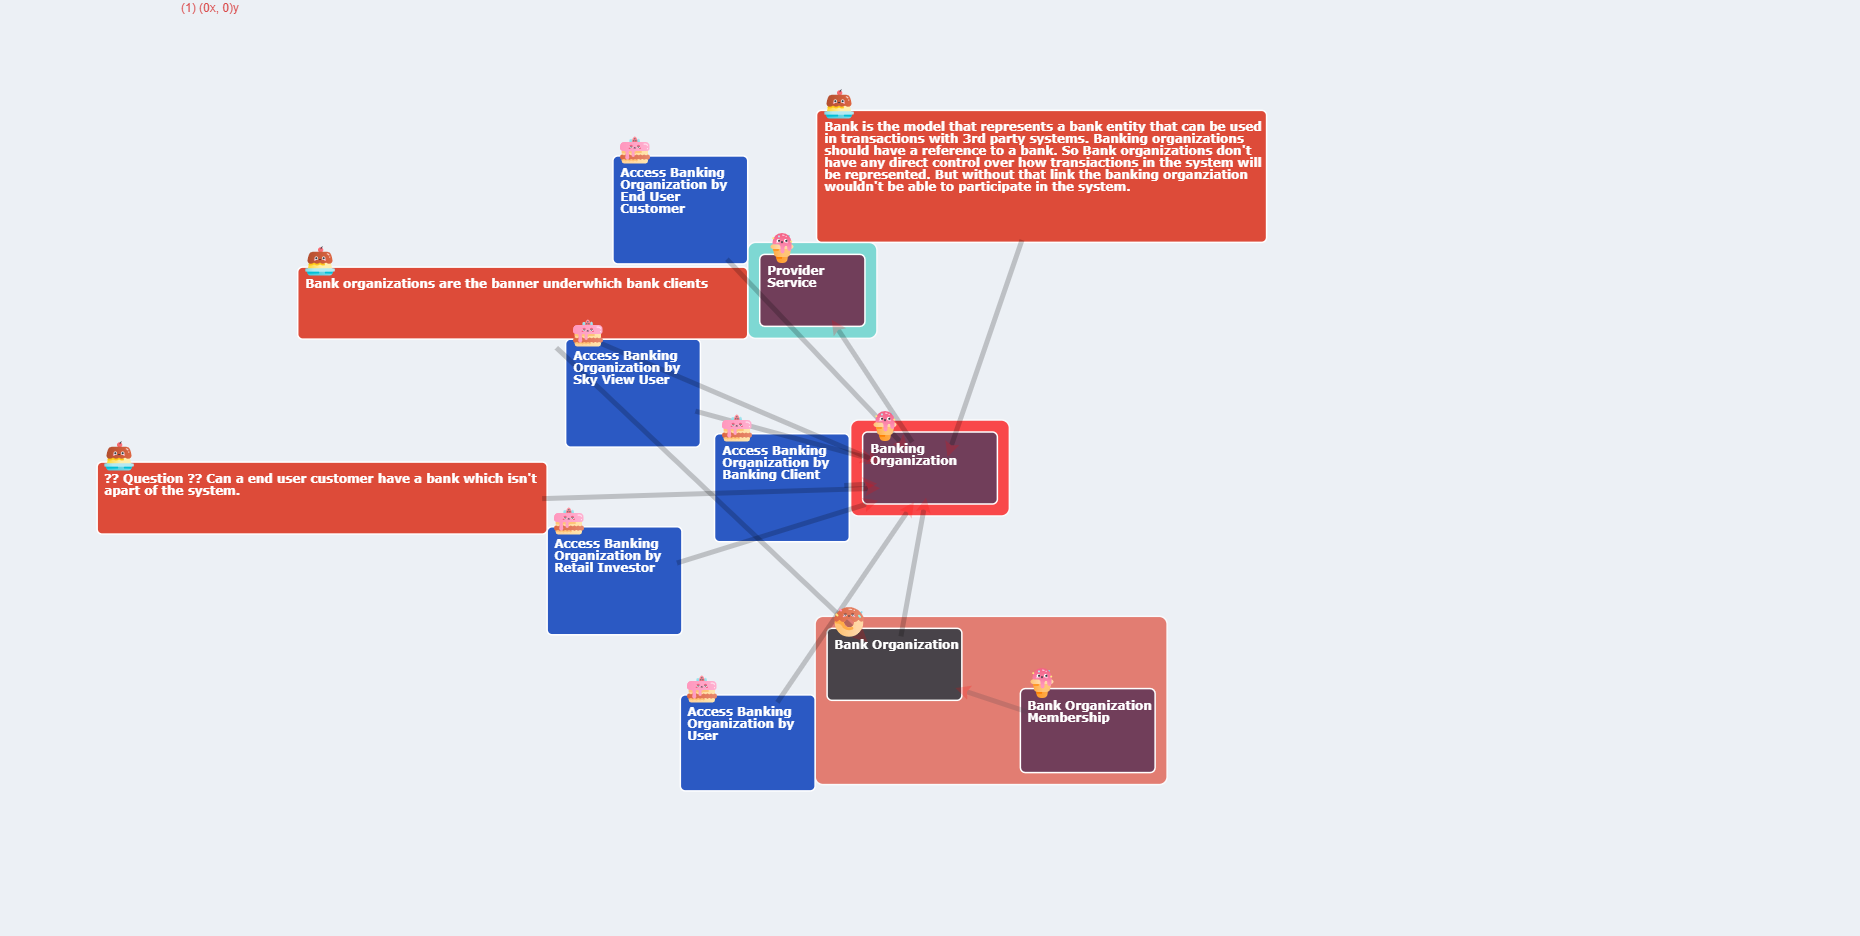 (1) (0x, 0)y
Bank is the model that represents a bank entity that can be used
in transactions with 3rd party systems. Banking organizations
should have a reference to a bank. So Bank organizations don't
have any direct control over how transiactions in the system will
be represented. But without that link the banking organziation
wouldn't be able to participate in the system.
Access Banking
Organization by
End User
Customer
Provider
Service
Bank organizations are the banner underwhich bank clients
Access Banking
Organization by
Sky View User
Access Banking
Organization by
Banking Client
Banking
Organization
?? Question ?? Can a end user customer have a bank which isn't
apart of the system.
Access Banking
Organization by
Retail Investor
Bank Organization
Bank Organization
Membership
Access Banking
Organization by
User